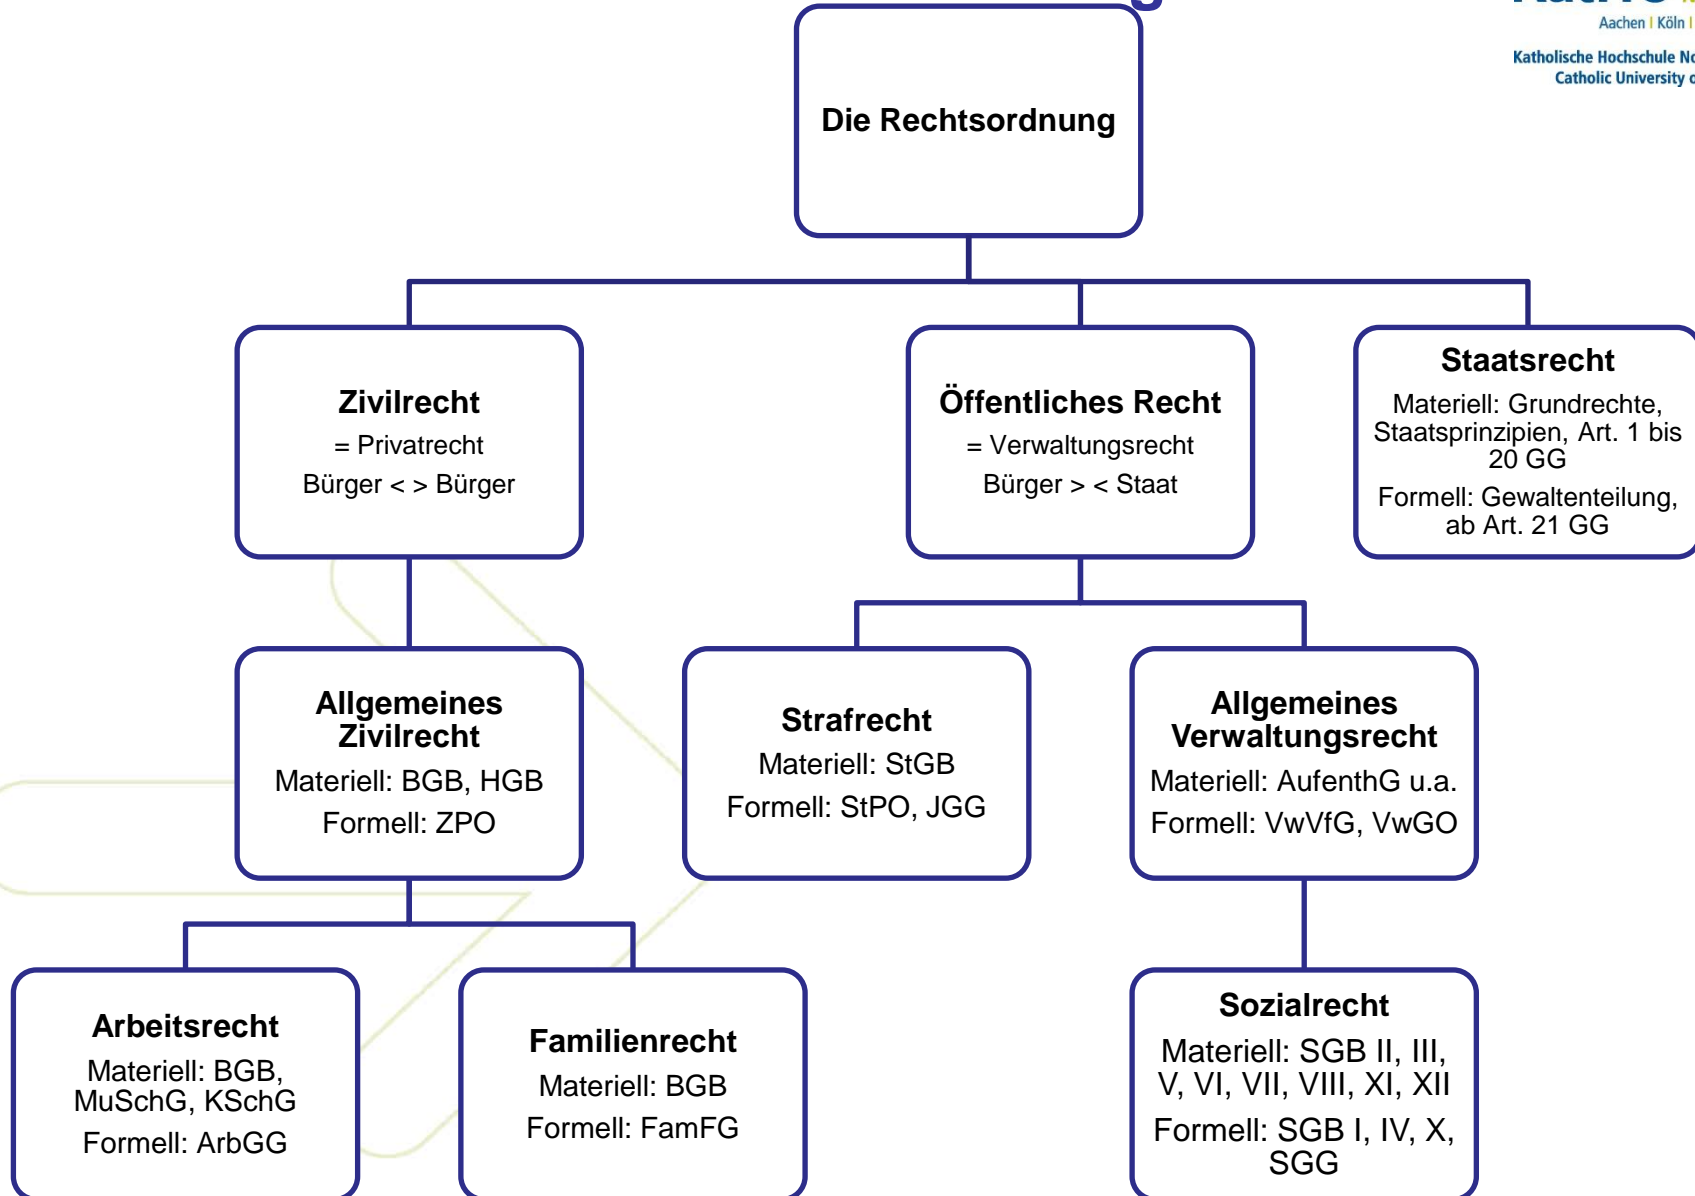 Aachen | Köln |
Katholische Hochschule
Catholic University
Die Rechtsordnung
Zivilrecht
= Privatrecht
Bürger < > Bürger
Öffentliches Recht
= Verwaltungsrecht
Bürger > < Staat
Staatsrecht
Materiell: Grundrechte,
Staatsprinzipien, Art. 1 bis
20 GG
Formell: Gewaltenteilung,
ab Art. 21 GG
Allgemeines
Zivilrecht
Materiell: BGB, HGB
Formell: ZPO
Strafrecht
Materiell: StGB
Formell: StPO, JGG
Allgemeines
Verwaltungsrecht
Materiell: AufenthG u.a.
Formell: VwVfG, VwGO
Arbeitsrecht
Materiell: BGB,
MuSchG, KSchG
Formell: ArbGG
Familienrecht
Materiell: BGB
Formell: FamFG
Sozialrecht
Materiell: SGB II, III,
V, VI, VII, VIII, XI, XII
Formell: SGB I, IV, X,
SGG